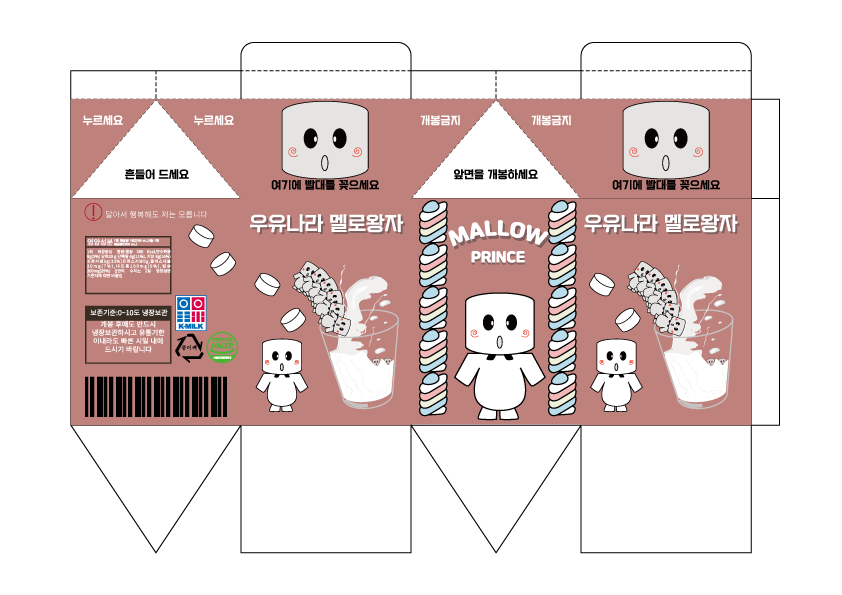 누르세요
누르세요
흔들어 드세요
여기에 빨대를 꽂으세요
개봉금지
개봉금지
앞면을 개봉하세요
여기에 빨대를 꽂으세요
달아서 행복해도 저는 모릅니다
영양성분
보존기준:0~10도 냉장보관
개봉 후에도 반드시
냉장보관하시고 유통기한
이내라도 빠른 시일 내에
드시기 바랍니다
K-MILK
종이팩
우유나라 멜로왕자
MALLOW
PRINCE
우유나라 멜로왕자